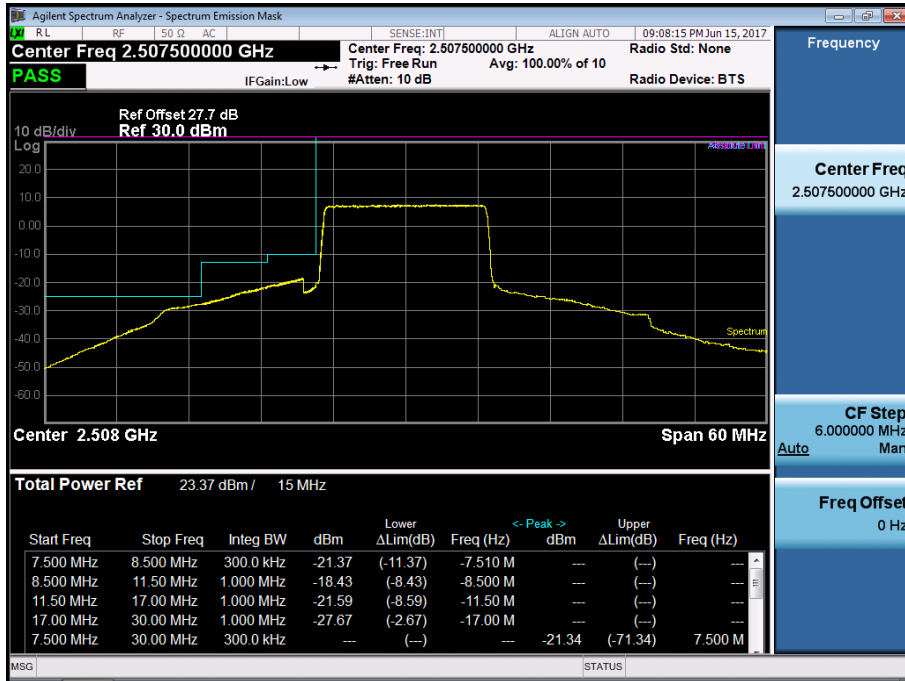 Agilent Spectrum Analyzer - Spectrum Emission Mask
LXI RL RF 50 Ω AC SENSE:INT ALIGN AUTO 09:08:15 PM Jun 15, 2017
Center Freq 2.507500000 GHz
Center Freq: 2.507500000 GHz Radio Std: None
Trig: Free Run Avg: 100.00% of 10
PASS IFGain:Low #Atten: 10 dB Radio Device: BTS
Frequency
Ref Offset 27.7 dB
10 dB/div Ref 30.0 dBm
Log
Absolute Limit
20.0
10.0
0.00
-10.0
-20.0
-30.0
-40.0
-50.0
-60.0
Spectrum
Center 2.508 GHz Span 60 MHz
Center Freq
2.507500000 GHz
CF Step
6.000000 MHz
Auto Man
Freq Offset
0 Hz
Total Power Ref 23.37 dBm / 15 MHz
Lower <- Peak -> Upper
Start Freq Stop Freq Integ BW dBm ΔLim(dB) Freq (Hz) dBm ΔLim(dB) Freq (Hz)
7.500 MHz 8.500 MHz 300.0 kHz -21.37 (-11.37) -7.510 M --- (---) ---
8.500 MHz 11.50 MHz 1.000 MHz -18.43 (-8.43) -8.500 M --- (---) ---
11.50 MHz 17.00 MHz 1.000 MHz -21.59 (-8.59) -11.50 M --- (---) ---
17.00 MHz 30.00 MHz 1.000 MHz -27.67 (-2.67) -17.00 M --- (---) ---
7.500 MHz 30.00 MHz 300.0 kHz --- (---) --- -21.34 (-71.34) 7.500 M
MSG STATUS